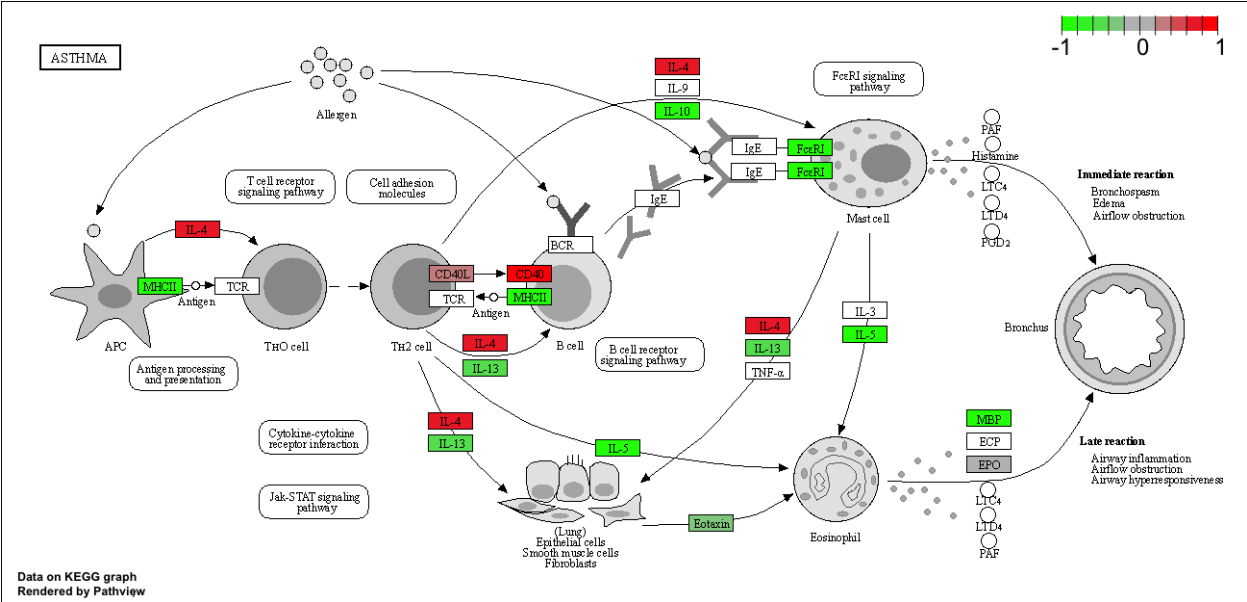 -1 0 1
ASTHMA
Allergen
IL-4
IL-9
IL-10
FcεRI signaling
pathway
IgE
FcεRI
IgE
FcεRI
Mast cell
PAF
Histamine
LTC4
LTD4
PGD2
Immediate reaction
Bronchospasm
Edema
Airflow obstruction
T cell receptor
signaling pathway
Cell adhesion
molecules
IgE
IL-4
BCR
MHCII
Antigen
TCR
CD40L
CD40
TCR
MHCII
Antigen
APC
TH0 cell
TH2 cell
B cell
IL-4
IL-13
B cell receptor
signaling pathway
IL-4
IL-13
TNF-α
IL-3
IL-5
Bronchus
Antigen processing
and presentation
Cytokine-cytokine
receptor interaction
IL-4
IL-13
IL-5
Jak-STAT signaling
pathway
(Lung)
Epithelial cells
Smooth muscle cells
Fibroblasts
Eotaxin
Eosinophil
MBP
ECP
EPO
LTC4
LTD4
PAF
Late reaction
Airway inflammation
Airflow obstruction
Airway hyperresponsiveness
Data on KEGG graph
Rendered by Pathview